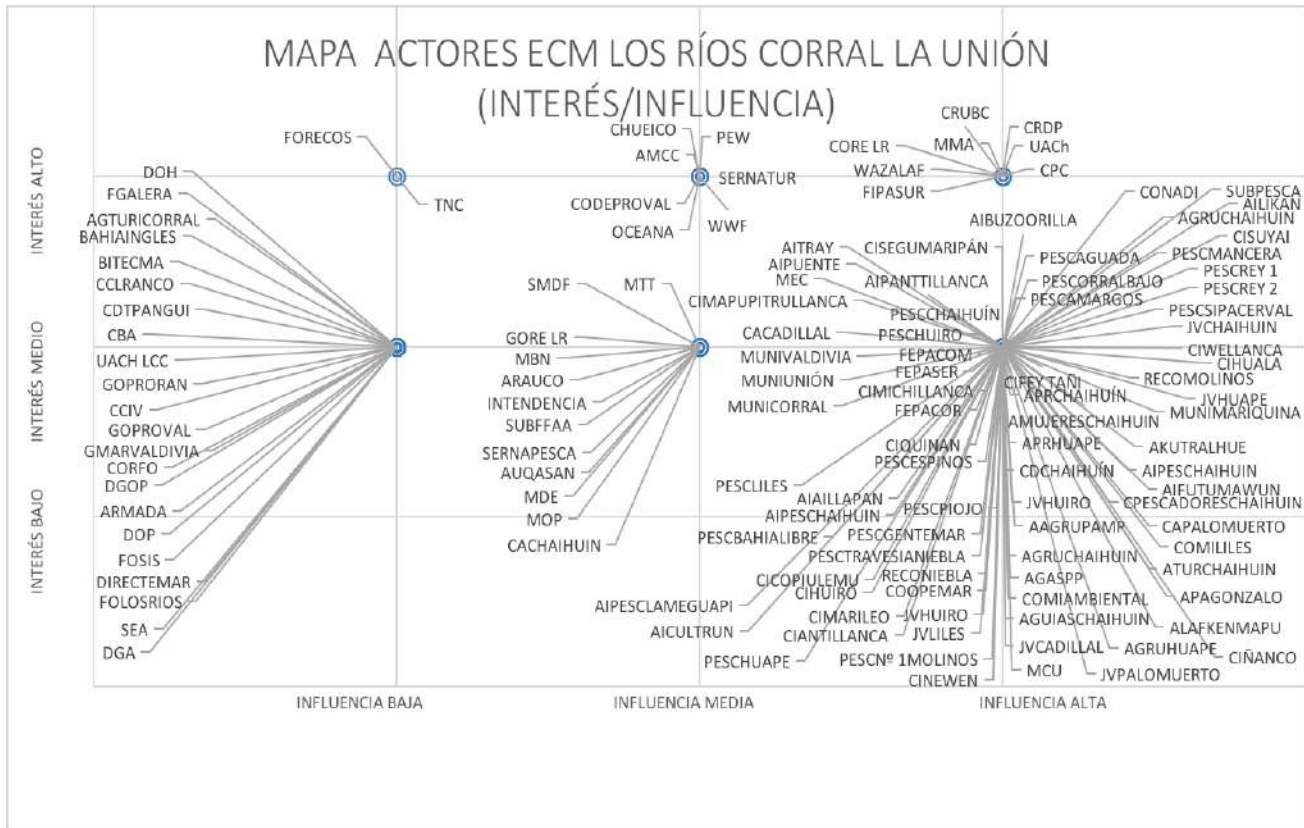 MAPA ACTORES ECM LOS RÍOS CORRAL LA UNIÓN
(INTERÉS/INFLUENCIA)
INTERÉS ALTO
INTERÉS MEDIO
INTERÉS BAJO
FORECOS
TNC
CHUEICO
PEW
AMCC
SERNATUR
CODEPROVAL
WWF
OCEANA
CRUBC
CRDP
CORE LR
MMA
UACh
WAZALAF
CPC
FIPASUR
DOH
FGALERA
AGTURICORRAL
BAHIAINGLES
BITECMA
CCLRANCO
CDTPANGUI
CBA
UACH LCC
GOPRORAN
CCIV
GOPROVAL
GMARVALDIVIA
CORFO
DGOP
ARMADA
DOP
FOSIS
DIRECTEMAR
FOLOSRIOS
SEA
DGA
SMDF
MTT
GORE LR
MBN
ARAUCO
INTENDENCIA
SUBFFAA
SERNAPESCA
AUQASAN
MDE
MOP
CACHAIHUIN
CONADI
SUBPESCA
AILIKAN
AIBUZOORILLA
AGRUCHAIHUIN
AITRAY
CISEGUMARIPÁN
CISUYAI
AIPUENTE
PESCAGUADA
PESCMANCERA
MEC
AIPANTTILLANCA
PESCORRALBAJO
PESCREY 1
CIMAPUPITRULLANCA
PESCAMARGOS
PESCREY 2
PESCCHAIHUÍN
PESCSIPACERVAL
CACADILLAL
PESCHUIRO
JVCHAIHUIN
MUNIVALDIVIA
FEPACOM
CIWELLANCA
FEPASER
CIHUALA
MUNIUNIÓN
CIMICHILLANCA
CIFEY TAÑI
RECOMOLINOS
APRCHAIHUÍN
JVHUAPE
MUNICORRAL
FEPACOR
MUNIMARIQUINA
AMUJERESCHAIHUIN
CIQUINAN
APRHUAPE
AKUTRALHUE
PESCESPINOS
CDCHAIHUÍN
AIPESCHAIHUIN
PESCLILES
AIFUTUMAWUN
AIAILLAPAN
JVHUIRO
CPESCADORESCHAIHUIN
AIPESCHAIHUIN
PESCPIOJO
AAGRUPAMP
CAPALOMUERTO
PESCBAHIALIBRE
PESCGENTEMAR
COMILILES
PESCTRAVESIANIEBLA
AGRUCHAIHUIN
ATURCHAIHUIN
CICOPIULEMU
RECONIEBLA
AGASPP
CIHUIRO
COOPEMAR
COMIAMBIENTAL
APAGONZALO
AIPESCLAMEGUAPI
CIMARILEO
JVHUIRO
AGUIASCHAIHUIN
ALAFKENMAPU
AICULTRUN
CIANTILLANCA
JVLILES
JVCADILLAL
AGRUHUAPE
CIÑANCO
PESCHUAPE
PESCNº 1MOLINOS
MCU
JVPALOMUERTO
CINEWEN
INFLUENCIA BAJA
INFLUENCIA MEDIA
INFLUENCIA ALTA